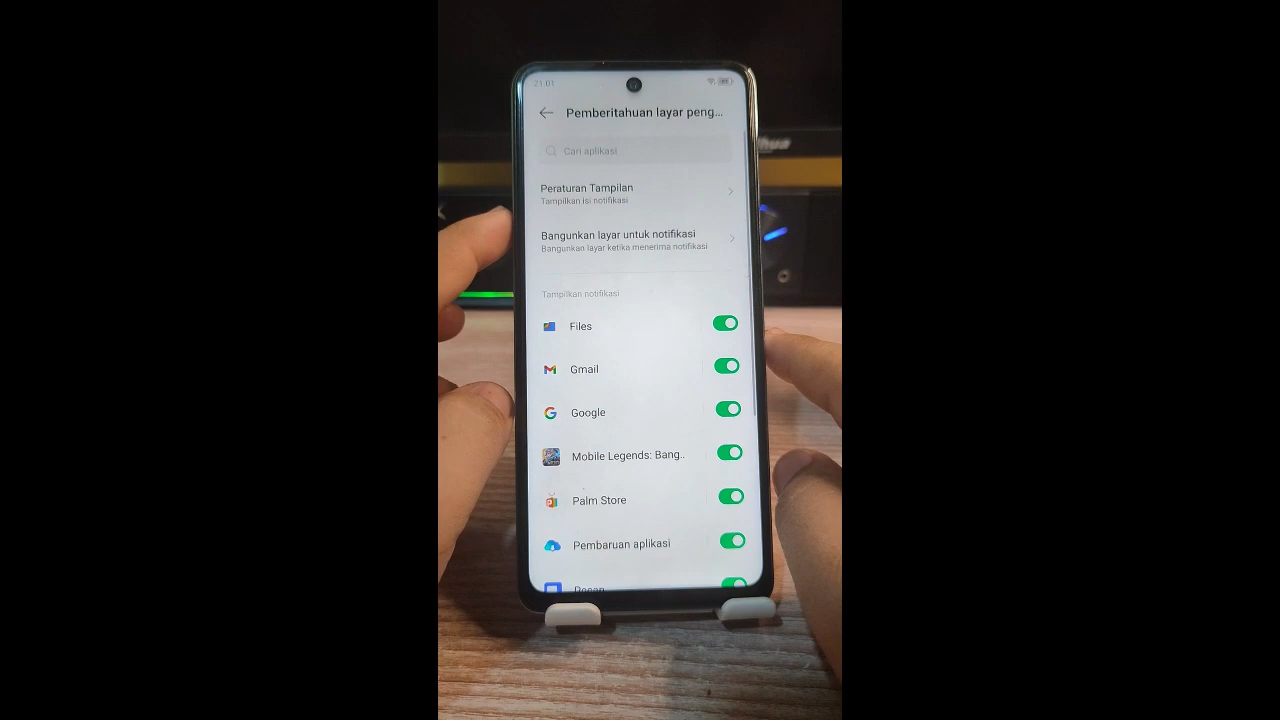 21.01
Pemberitahuan layar peng...
Cari aplikasi
Peraturan Tampilan
Tampilkan isi notifikasi
Bangunkan layar untuk notifikasi
Bangunkan layar ketika menerima notifikasi
Tampilkan notifikasi
Files
Gmail
Google
Mobile Legends: Bang..
Palm Store
Pembaruan aplikasi